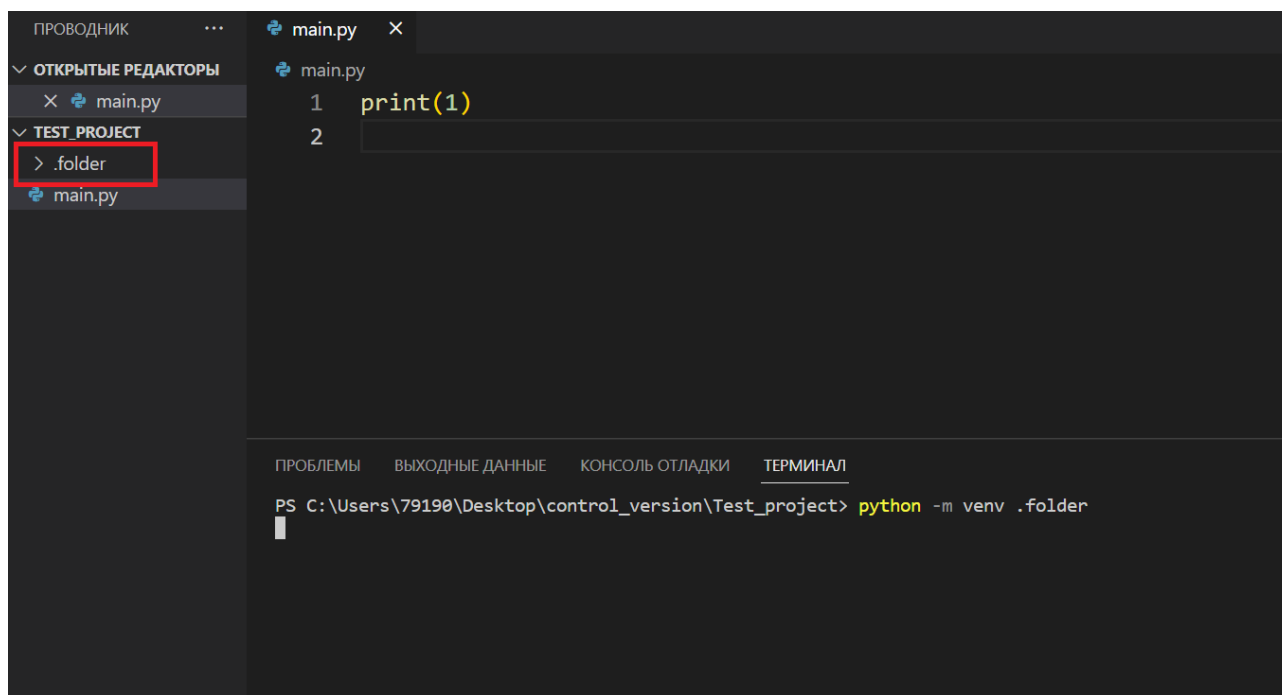 ПРОВОДНИК ···
ОТКРЫТЫЕ РЕДАКТОРЫ
main.py
TEST_PROJECT
.folder
main.py
main.py
main.py
1 print(1)
2
ПРОБЛЕМЫ ВЫХОДНЫЕ ДАННЫЕ КОНСОЛЬ ОТЛАДКИ ТЕРМИНАЛ
PS C:\Users\79190\Desktop\control_version\Test_project> python -m venv .folder